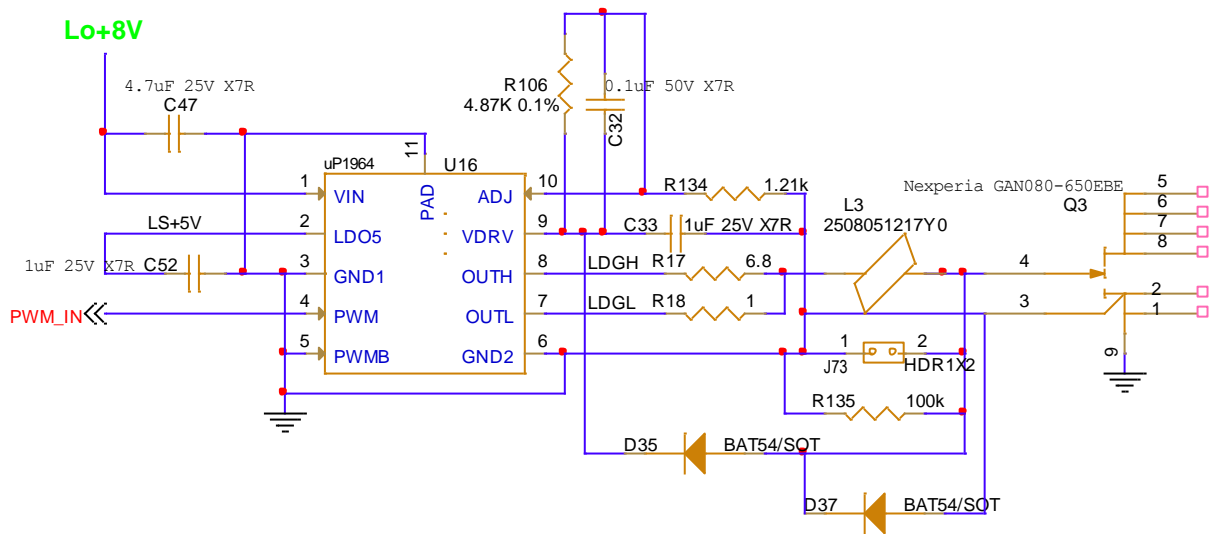 Lo+8V
4.7uF 25V X7R
C47
R106
4.87K 0.1%
0.1uF 50V X7R
C32
uP1964
U16
11
PAD
1
VIN
ADJ
10
R134
1.21k
Nexperia GAN080-650EBE
Q3
5
6
7
8
L3
2508051217Y0
LS+5V
2
LDO5
VDRV
9
C33
1uF 25V X7R
1uF 25V X7R
C52
3
GND1
OUTH
8
LDGH
R17
6.8
4
PWM_IN
4
PWM
OUTL
7
LDGL
R18
1
3
2
1
9
5
PWMB
GND2
6
1
2
J73
HDR1X2
R135
100k
D35
BAT54/SOT
D37
BAT54/SOT